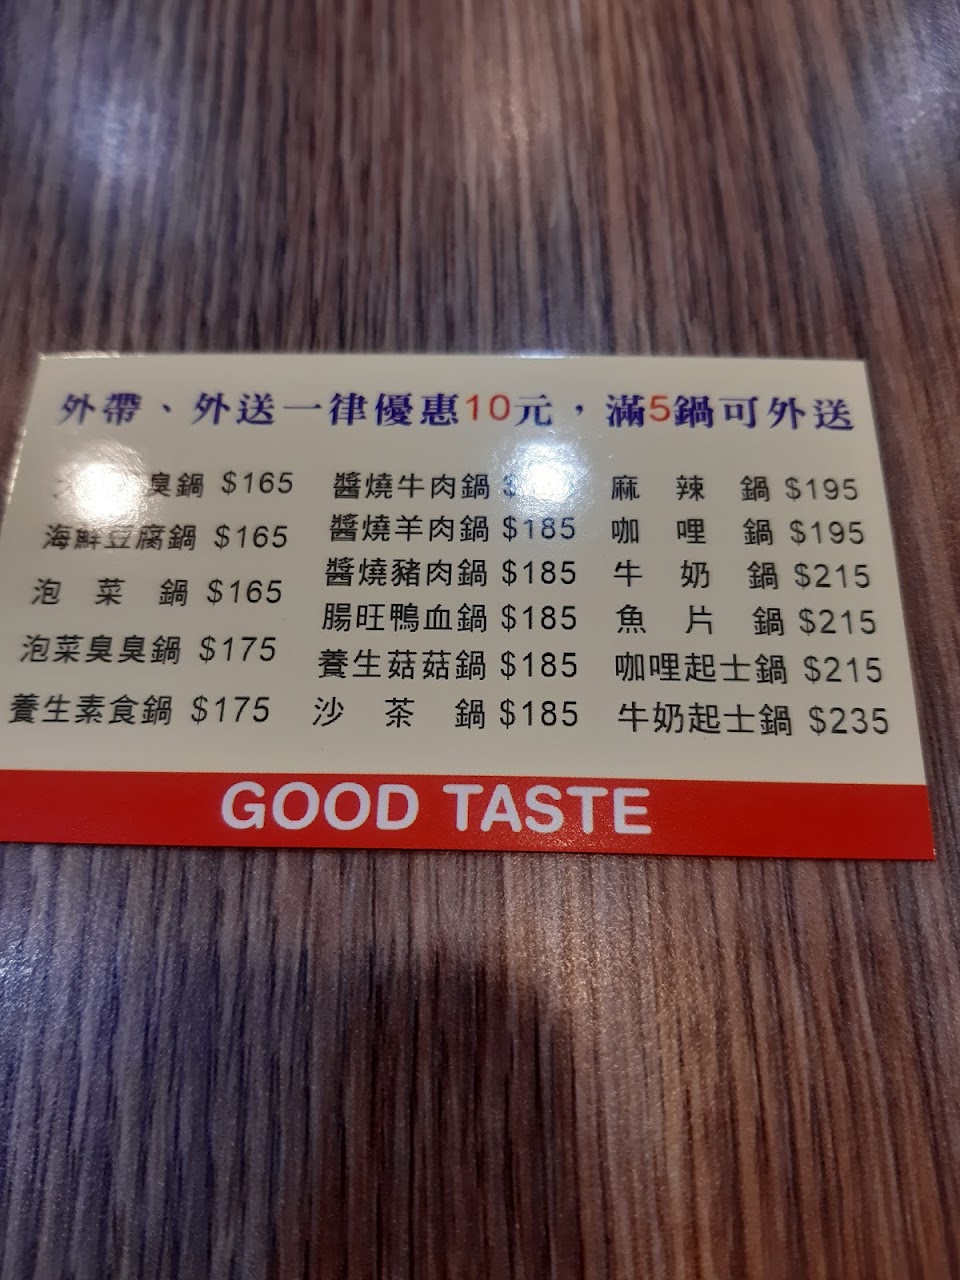 外帶、外送一律優惠10元，滿5鍋可外送
臭鍋 $165
海鮮豆腐鍋 $165
泡菜鍋 $165
泡菜臭臭鍋 $175
養生素食鍋 $175
醬燒牛肉鍋
醬燒羊肉鍋 $185
醬燒豬肉鍋 $185
腸旺鴨血鍋 $185
養生菇菇鍋 $185
沙茶鍋 $185
麻辣鍋 $195
咖哩鍋 $195
牛奶鍋 $215
魚片鍋 $215
咖哩起士鍋 $215
牛奶起士鍋 $235
GOOD TASTE